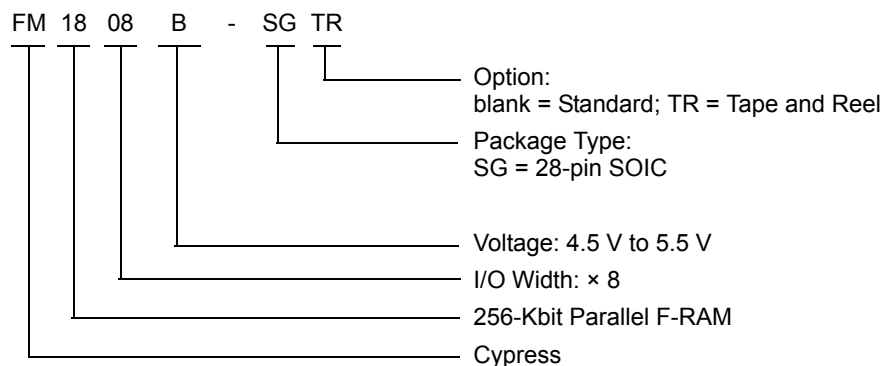 FM 18 08 B - SG TR
Option:
blank = Standard; TR = Tape and Reel
Package Type:
SG = 28-pin SOIC
Voltage: 4.5 V to 5.5 V
I/O Width: × 8
256-Kbit Parallel F-RAM
Cypress